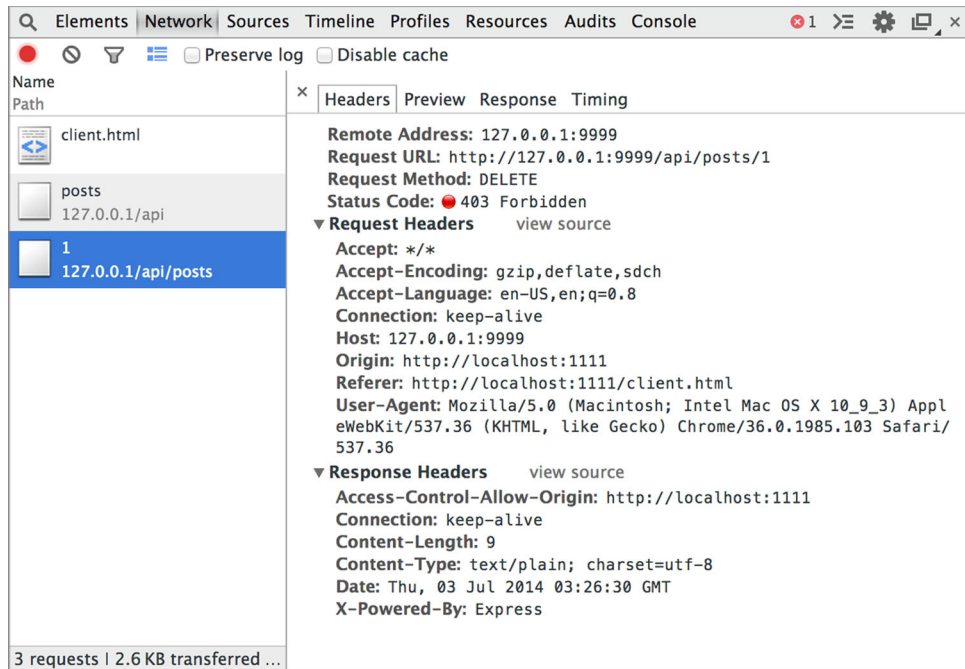 Elements Network Sources Timeline Profiles Resources Audits Console 1
Preserve log Disable cache
Name
Path
client.html
posts
127.0.0.1/api
1
127.0.0.1/api/posts
3 requests | 2.6 KB transferred ...
× Headers Preview Response Timing
Remote Address: 127.0.0.1:9999
Request URL: http://127.0.0.1:9999/api/posts/1
Request Method: DELETE
Status Code: 403 Forbidden
Request Headers view source
Accept: */*
Accept-Encoding: gzip,deflate,sdch
Accept-Language: en-US,en;q=0.8
Connection: keep-alive
Host: 127.0.0.1:9999
Origin: http://localhost:1111
Referer: http://localhost:1111/client.html
User-Agent: Mozilla/5.0 (Macintosh; Intel Mac OS X 10_9_3) Appl
eWebKit/537.36 (KHTML, like Gecko) Chrome/36.0.1985.103 Safari/
537.36
Response Headers view source
Access-Control-Allow-Origin: http://localhost:1111
Connection: keep-alive
Content-Length: 9
Content-Type: text/plain; charset=utf-8
Date: Thu, 03 Jul 2014 03:26:30 GMT
X-Powered-By: Express